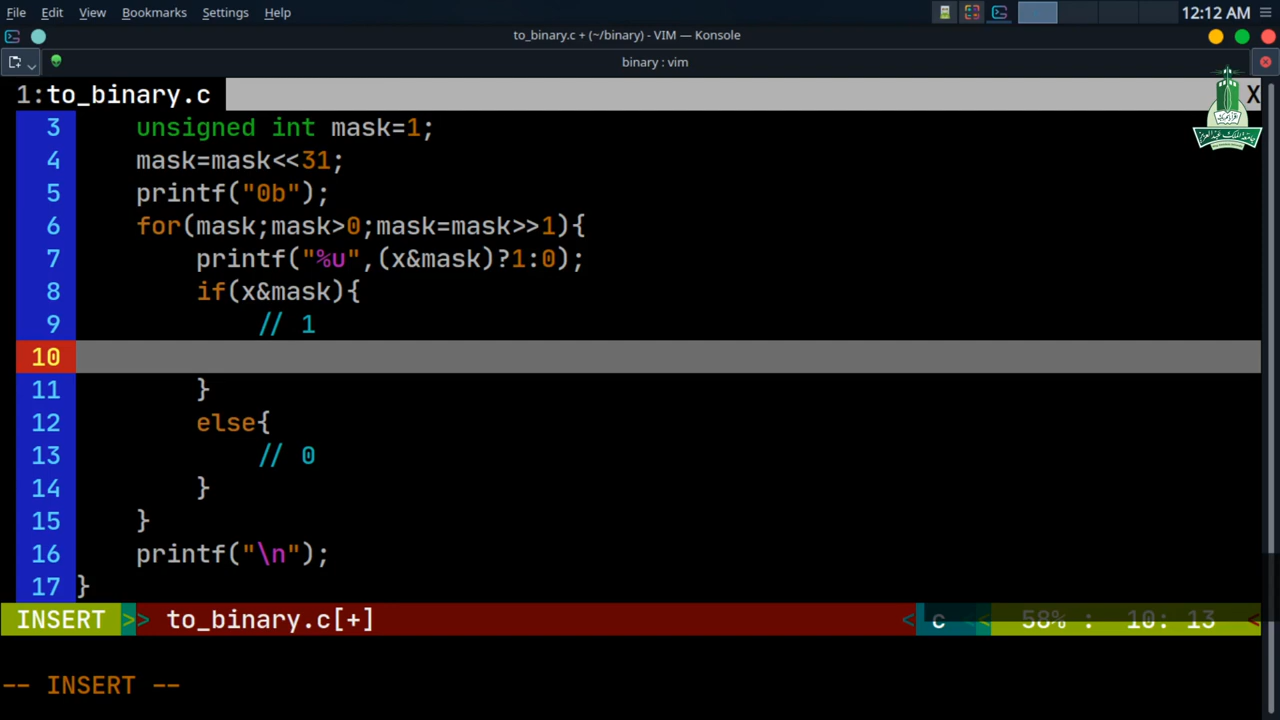 File Edit View Bookmarks Settings Help
12:12 AM
to_binary.c + (~/binary) - VIM — Konsole
binary : vim
1:to_binary.c X
3 unsigned int mask=1;
4 mask=mask<<31;
5 printf("0b");
6 for(mask;mask>0;mask=mask>>1){
7 printf("%u",(x&mask)?1:0);
8 if(x&mask){
9 // 1
10
11 }
12 else{
13 // 0
14 }
15 }
16 printf("\n");
17 }
INSERT >> to_binary.c[+] < c < 58% : 10: 13 <
-- INSERT --